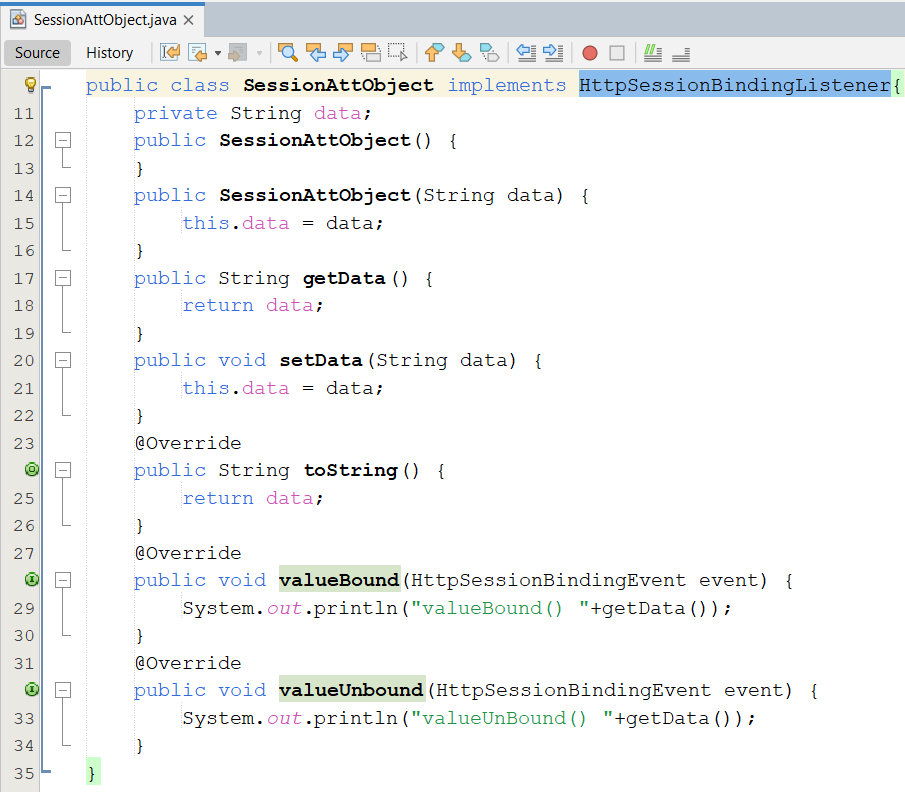 SessionAttObject.java
Source History
public class SessionAttObject implements HttpSessionBindingListener{
11 private String data;
12 public SessionAttObject() {
13 }
14 public SessionAttObject(String data) {
15 this.data = data;
16 }
17 public String getData() {
18 return data;
19 }
20 public void setData(String data) {
21 this.data = data;
22 }
23 @Override
public String toString() {
25 return data;
26 }
27 @Override
public void valueBound(HttpSessionBindingEvent event) {
29 System.out.println("valueBound() "+getData());
30 }
31 @Override
public void valueUnbound(HttpSessionBindingEvent event) {
33 System.out.println("valueUnBound() "+getData());
34 }
35 }